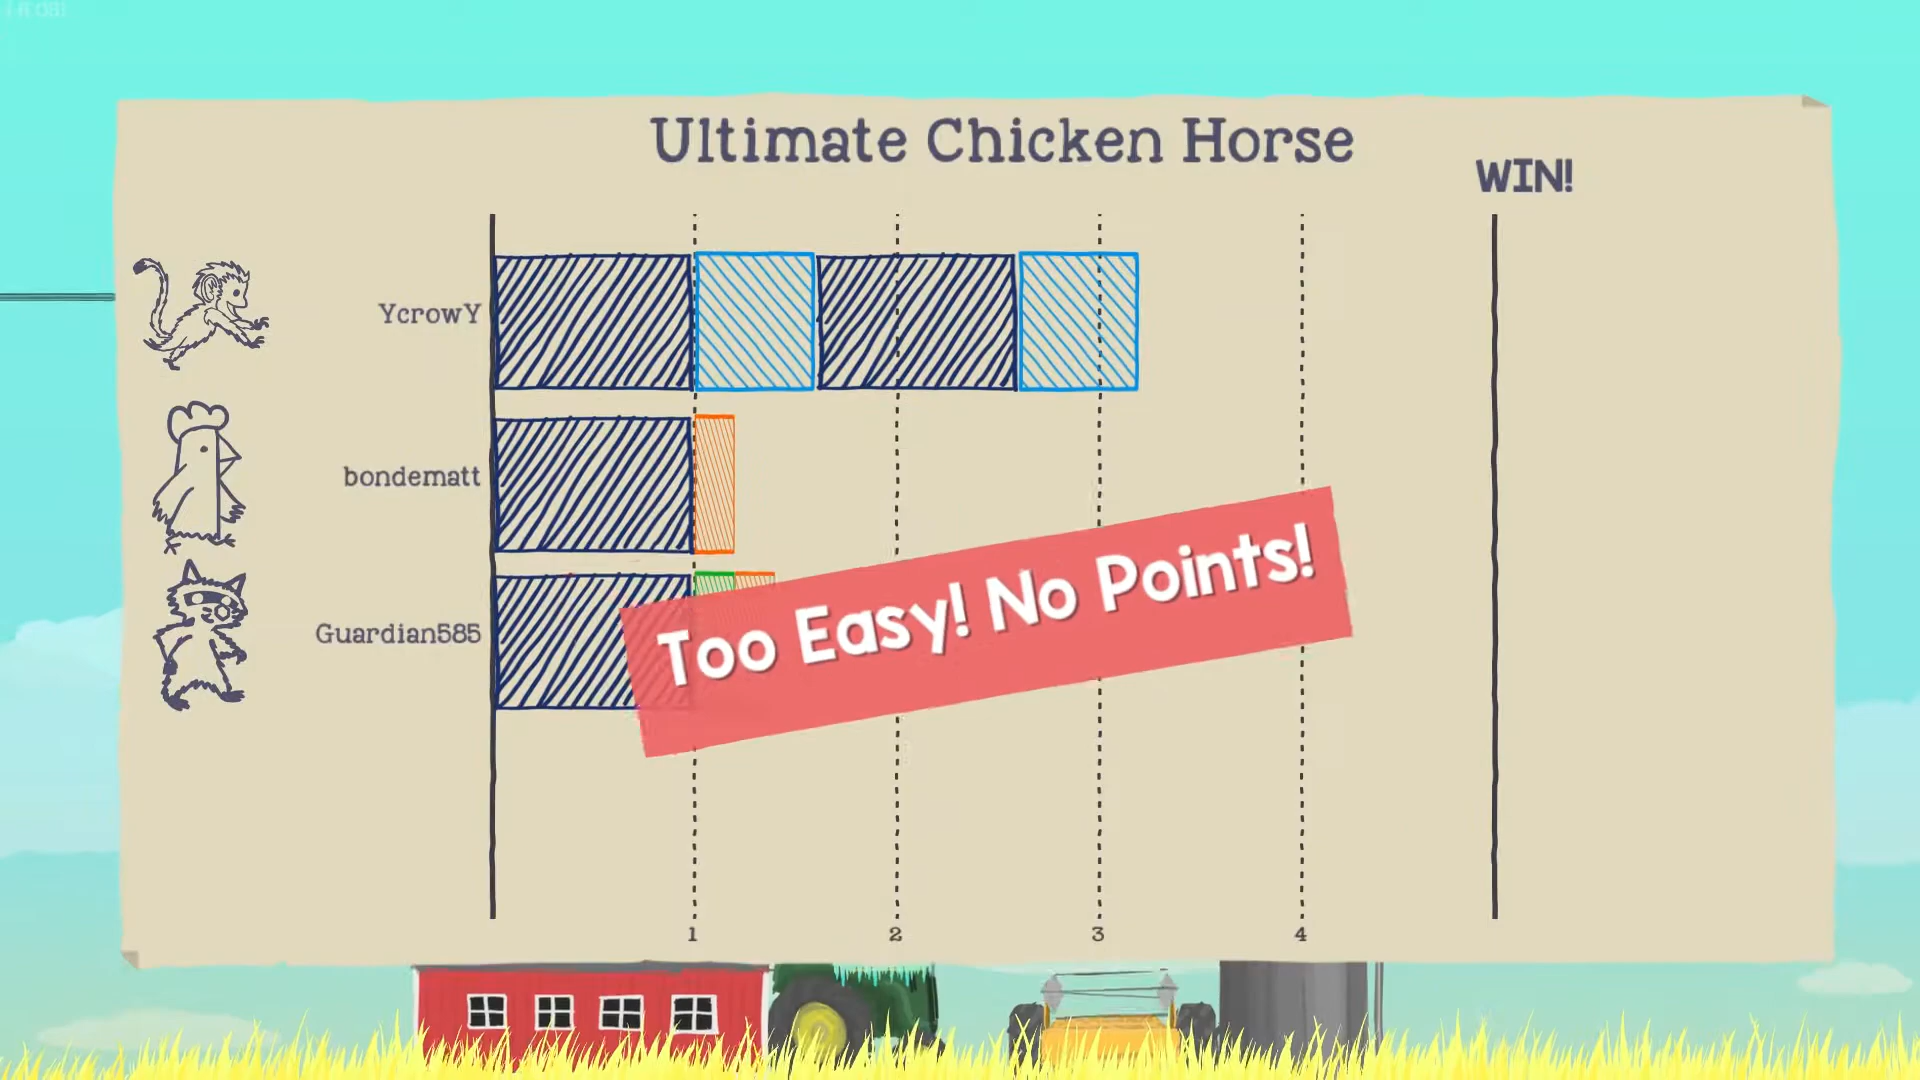 Ultimate Chicken Horse
WIN!
YcrowY
bondematt
Guardian585
Too Easy! No Points!
1 2 3 4